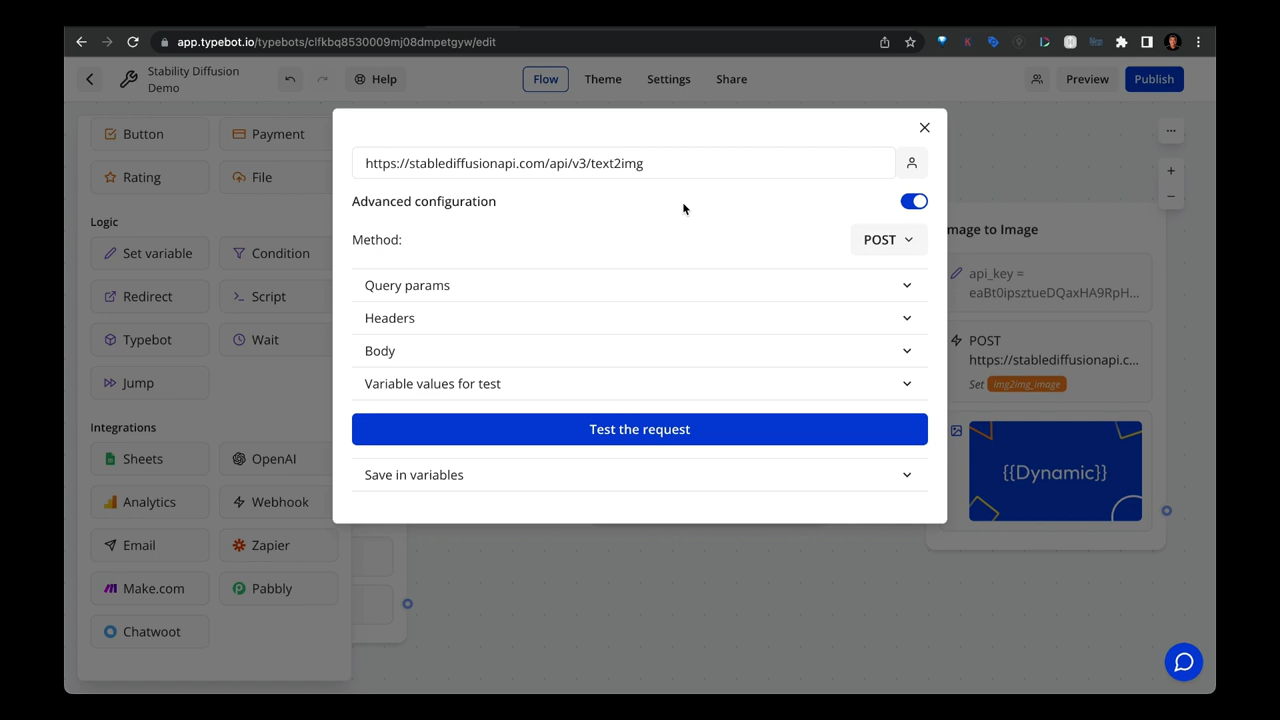 app.typebot.io/typebots/clfkbq8530009mj08dmpetgyw/edit
Stability Diffusion
Demo
Help
Flow
Theme
Settings
Share
Preview
Publish
Button
Payment
Rating
File
Logic
Set variable
Condition
Redirect
Script
Typebot
Wait
Jump
Integrations
Sheets
OpenAI
Analytics
Webhook
Email
Zapier
Make.com
Pabbly
Chatwoot
https://stablediffusionapi.com/api/v3/text2img
Advanced configuration
Method:
POST
Query params
Headers
Body
Variable values for test
Test the request
Save in variables
mage to Image
api_key =
eaBt0ipsztueDQaxHA9RpH...
POST
https://stablediffusionapi.c...
Set img2img_image
{{Dynamic}}